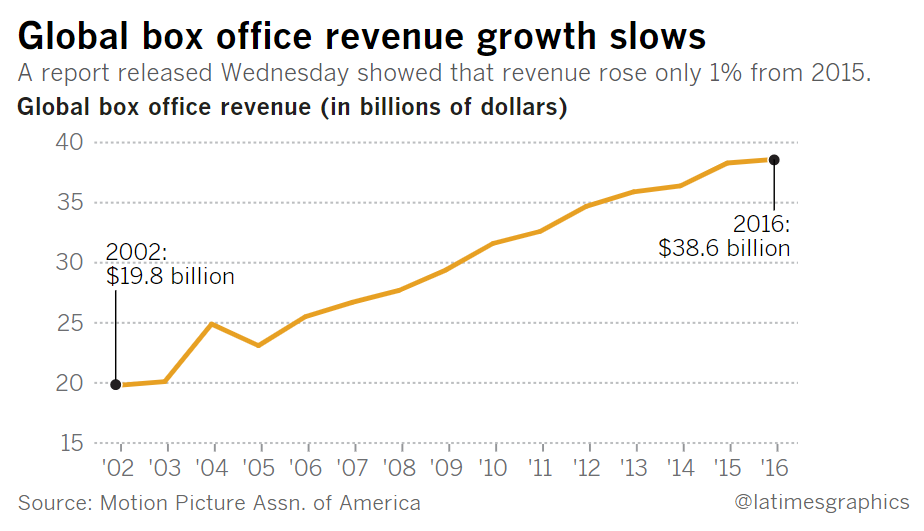 Global box office revenue growth slows
A report released Wednesday showed that revenue rose only 1% from 2015.
Global box office revenue (in billions of dollars)
40
35
30
25
20
15
2002:
$19.8 billion
2016:
$38.6 billion
'02 '03 '04 '05 '06 '07 '08 '09 '10 '11 '12 '13 '14 '15 '16
Source: Motion Picture Assn. of America
@latimesgraphics